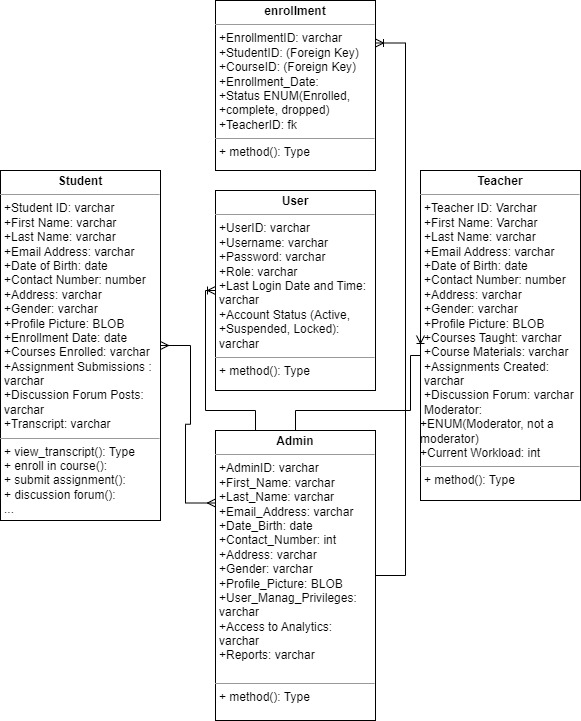 enrollment
+EnrollmentID: varchar
+StudentID: (Foreign Key)
+CourseID: (Foreign Key)
+Enrollment_Date:
+Status ENUM(Enrolled,
+complete, dropped)
+TeacherID: fk
+ method(): Type
Student
+Student ID: varchar
+First Name: varchar
+Last Name: varchar
+Email Address: varchar
+Date of Birth: date
+Contact Number: number
+Address: varchar
+Gender: varchar
+Profile Picture: BLOB
+Enrollment Date: date
+Courses Enrolled: varchar
+Assignment Submissions :
varchar
+Discussion Forum Posts:
varchar
+Transcript: varchar
+ view_transcript(): Type
+ enroll in course():
+ submit assignment():
+ discussion forum():
...
User
+UserID: varchar
+Username: varchar
+Password: varchar
+Role: varchar
+Last Login Date and Time:
varchar
+Account Status (Active,
+Suspended, Locked):
varchar
+ method(): Type
Teacher
+Teacher ID: Varchar
+First Name: Varchar
+Last Name: varchar
+Email Address: varchar
+Date of Birth: date
+Contact Number: number
+Address: varchar
+Gender: varchar
+Profile Picture: BLOB
+Courses Taught: varchar
+Course Materials: varchar
+Assignments Created:
varchar
+Discussion Forum: varchar
Moderator:
+ENUM(Moderator, not a
moderator)
+Current Workload: int
+ method(): Type
Admin
+AdminID: varchar
+First_Name: varchar
+Last_Name: varchar
+Email_Address: varchar
+Date_Birth: date
+Contact_Number: int
+Address: varchar
+Gender: varchar
+Profile_Picture: BLOB
+User_Manag_Privileges:
varchar
+Access to Analytics:
varchar
+Reports: varchar
+ method(): Type